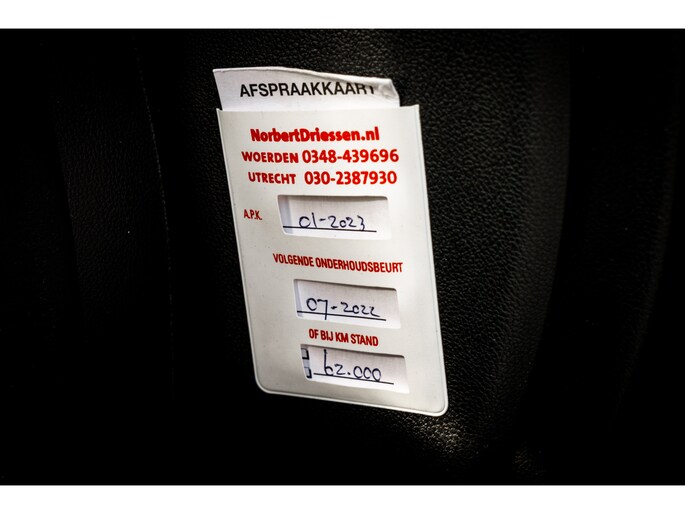 AFSPRAAKKAART
NorbertDriessen.nl
WOERDEN 0348-439696
UTRECHT 030-2387930
A.P.K. 01-2023
VOLGENDE ONDERHOUDSBEURT
07-2022
OF BIJ KM STAND
62.000